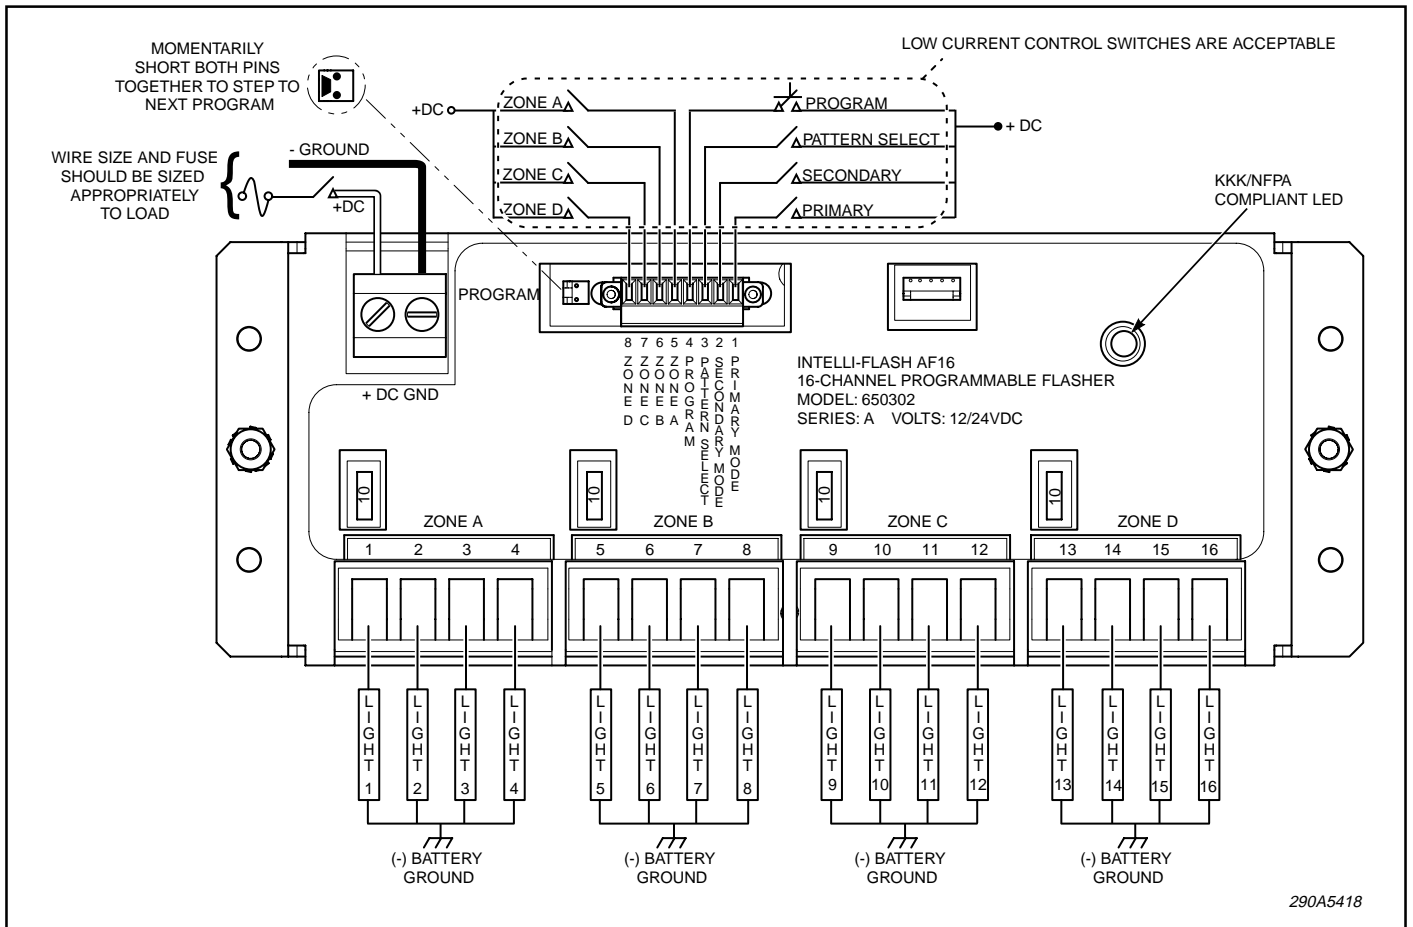 MOMENTARILY
SHORT BOTH PINS
TOGETHER TO STEP TO
NEXT PROGRAM
LOW CURRENT CONTROL SWITCHES ARE ACCEPTABLE
+DC
ZONE A
ZONE B
ZONE C
ZONE D
PROGRAM
PATTERN SELECT
SECONDARY
PRIMARY
+ DC
WIRE SIZE AND FUSE
SHOULD BE SIZED
APPROPRIATELY
TO LOAD
- GROUND
+DC
KKK/NFPA
COMPLIANT LED
PROGRAM
+ DC GND
8 7 6 5 4 3 2 1
ZONE D
ZONE C
ZONE B
ZONE A
PROGRAM
PATTERN SELECT
SECONDARY MODE
PRIMARY MODE
INTELLI-FLASH AF16
16-CHANNEL PROGRAMMABLE FLASHER
MODEL: 650302
SERIES: A VOLTS: 12/24VDC
10
10
10
10
ZONE A
ZONE B
ZONE C
ZONE D
1 2 3 4
5 6 7 8
9 10 11 12
13 14 15 16
LIGHT 1
LIGHT 2
LIGHT 3
LIGHT 4
LIGHT 5
LIGHT 6
LIGHT 7
LIGHT 8
LIGHT 9
LIGHT 10
LIGHT 11
LIGHT 12
LIGHT 13
LIGHT 14
LIGHT 15
LIGHT 16
(-) BATTERY
GROUND
(-) BATTERY
GROUND
(-) BATTERY
GROUND
(-) BATTERY
GROUND
290A5418